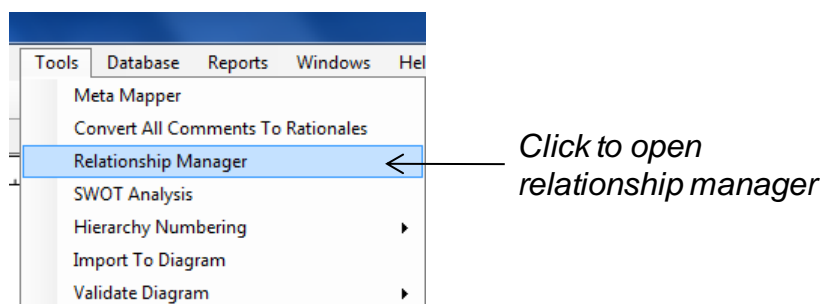 Tools Database Reports Windows Hel
Meta Mapper
Convert All Comments To Rationales
Relationship Manager
Click to open
relationship manager
SWOT Analysis
Hierarchy Numbering
Import To Diagram
Validate Diagram